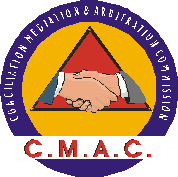 CONCILIATION MEDIATION & ARBITRATION COMMISSION
C.M.A.C.